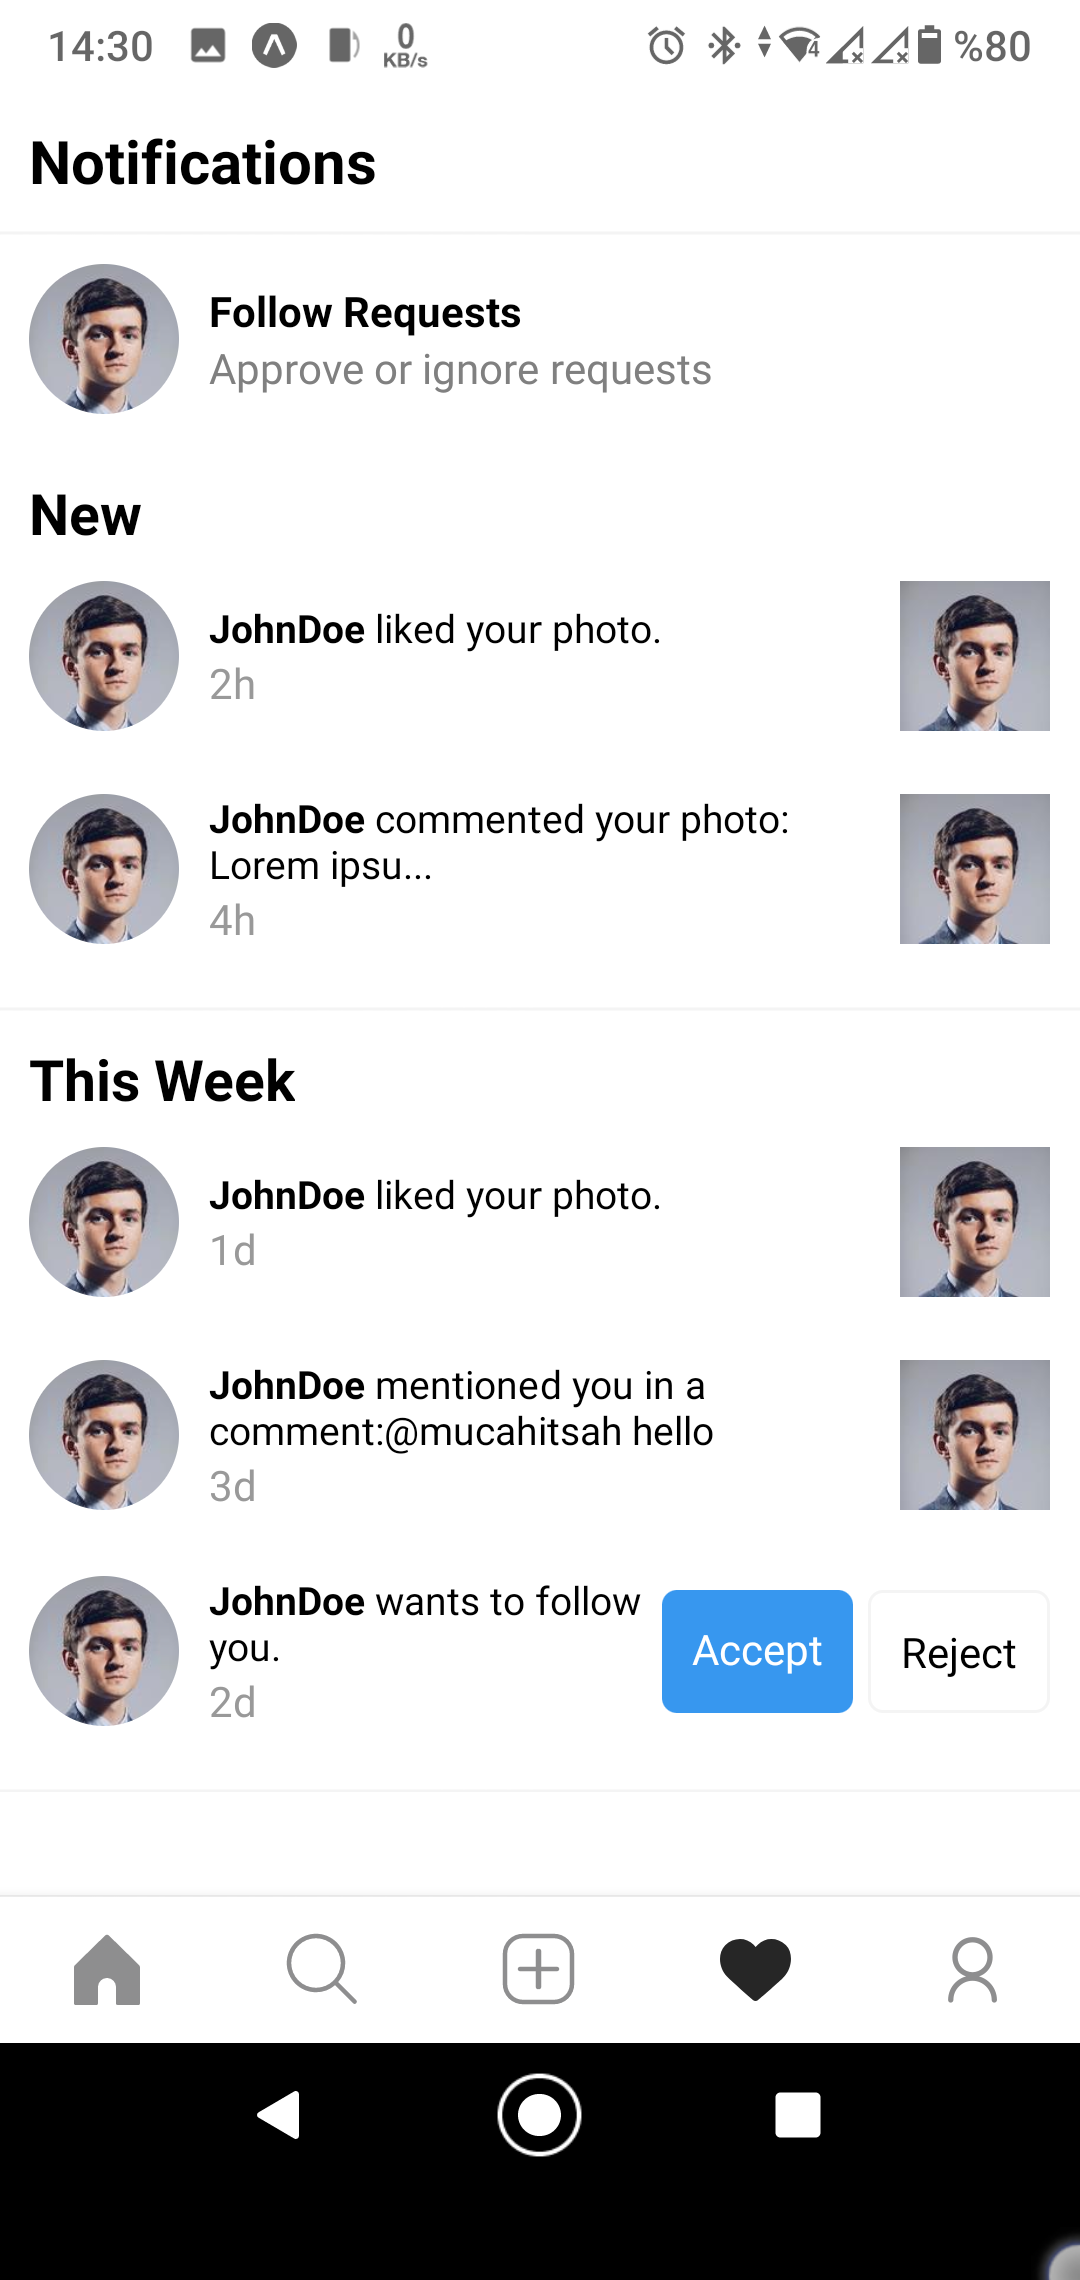 14:30 0 KB/s 4 %80
Notifications
Follow Requests
Approve or ignore requests
New
JohnDoe liked your photo.
2h
JohnDoe commented your photo:
Lorem ipsu...
4h
This Week
JohnDoe liked your photo.
1d
JohnDoe mentioned you in a
comment:@mucahitsah hello
3d
JohnDoe wants to follow
you.
2d
Accept
Reject